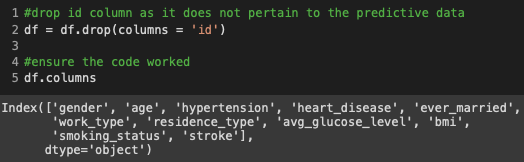 1 #drop id column as it does not pertain to the predictive data
2 df = df.drop(columns = 'id')
3
4 #ensure the code worked
5 df.columns
Index(['gender', 'age', 'hypertension', 'heart_disease', 'ever_married',
       'work_type', 'residence_type', 'avg_glucose_level', 'bmi',
       'smoking_status', 'stroke'],
      dtype='object')